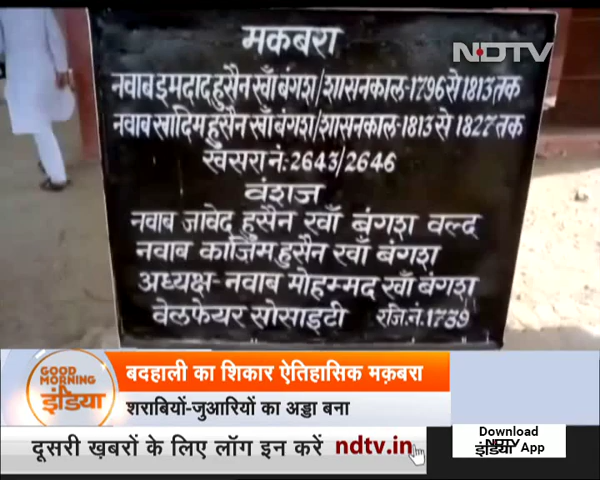 मकबरा
NDTV
नवाब इमदाद हुसैन खाँ बंगश/शासनकाल-1796 से 1813 तक
नवाब खादिम हुसैन खाँ बंगश/शासनकाल-1813 से 1827 तक
खसरा नं:-2643/2646
वंशज
नवाब जावेद हुसैन खाँ बंगश वल्द
नवाब काज़िम हुसैन खाँ बंगश
अध्यक्ष- नवाब मोहम्मद खाँ बंगश
वेलफेयर सोसाइटी रजि.नं.1739
GOOD MORNING इंडिया
बदहाली का शिकार ऐतिहासिक मक़बरा
शराबियों-जुआरियों का अड्डा बना
दूसरी ख़बरों के लिए लॉग इन करें ndtv.in
Download
NDTV
इंडिया App